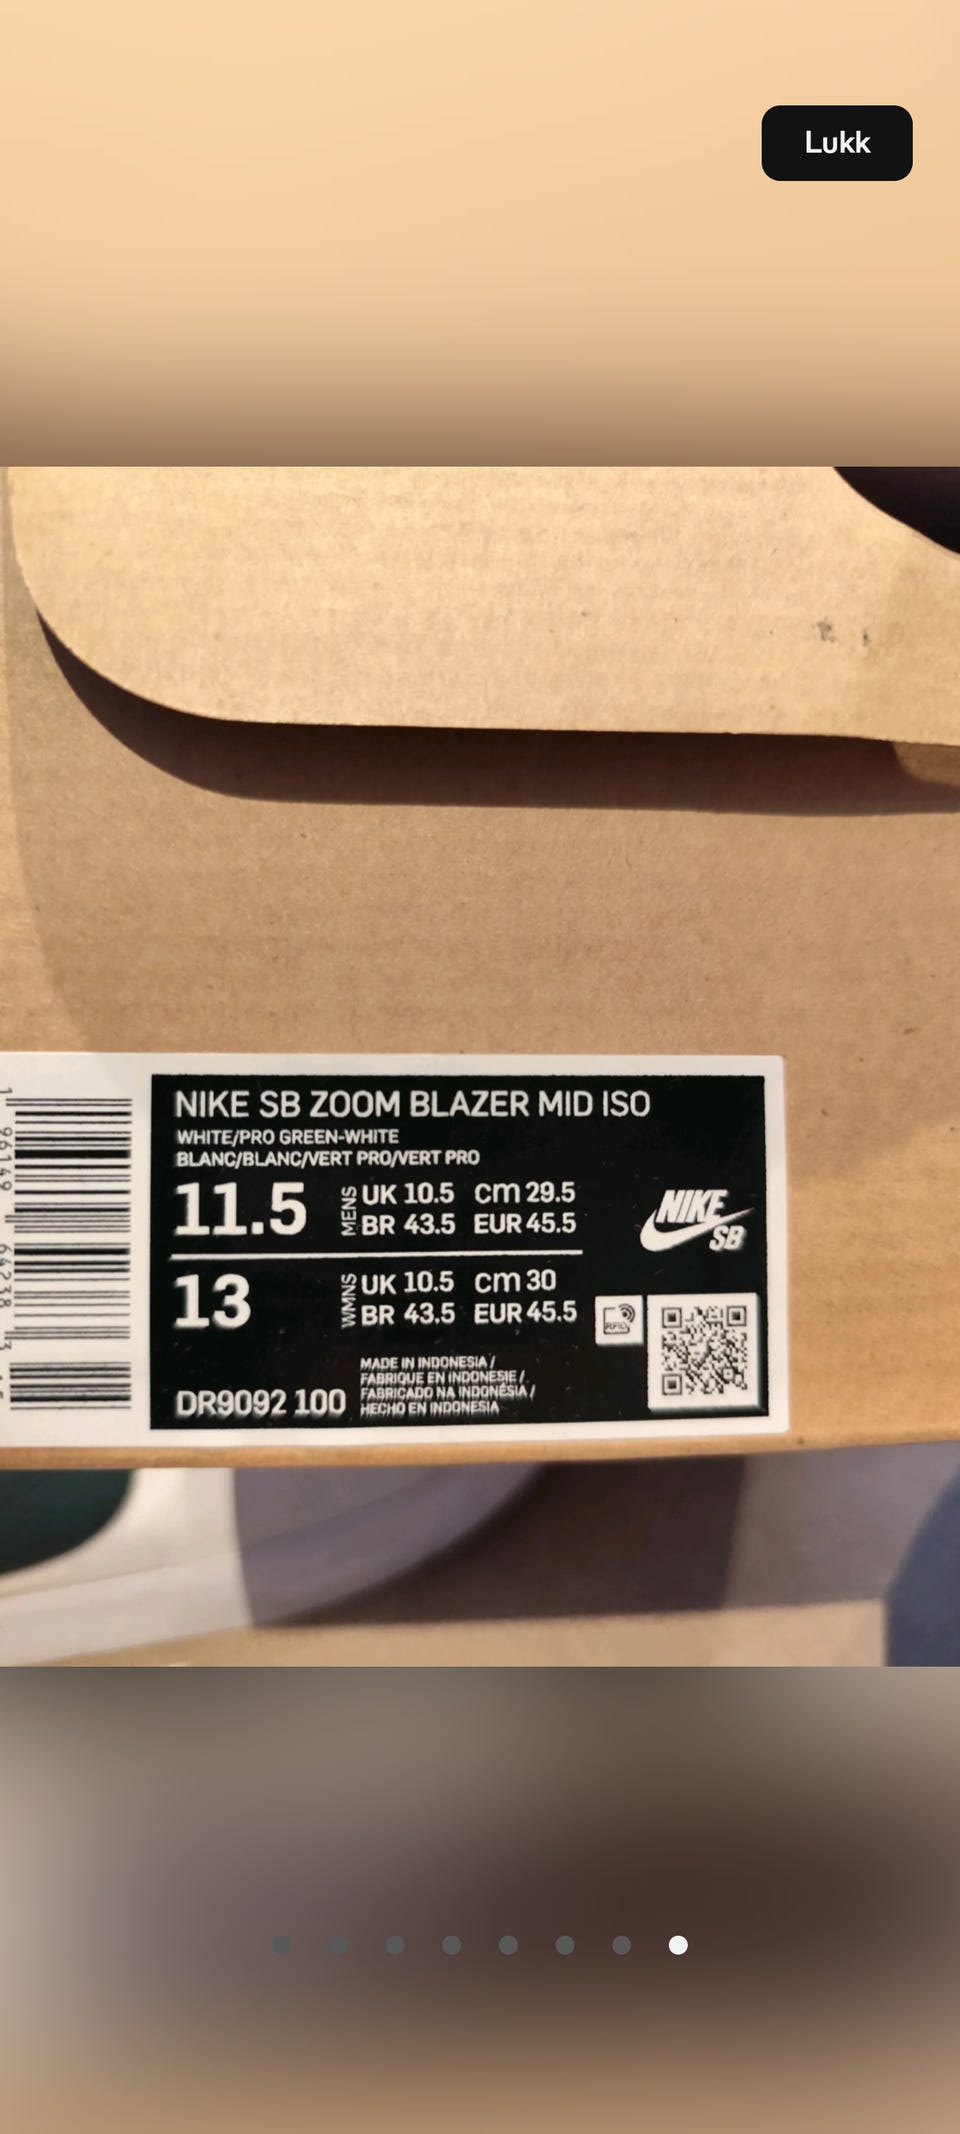 Lukk
NIKE SB ZOOM BLAZER MID ISO
WHITE/PRO GREEN-WHITE
BLANC/BLANC/VERT PRO/VERT PRO
11.5 MENS UK 10.5 cm 29.5
BR 43.5 EUR 45.5
NIKE
SB
13 WMNS UK 10.5 cm 30
BR 43.5 EUR 45.5
RFID
DR9092 100
MADE IN INDONESIA /
FABRIQUE EN INDONESIE /
FABRICADO NA INDONÉSIA /
HECHO EN INDONESIA